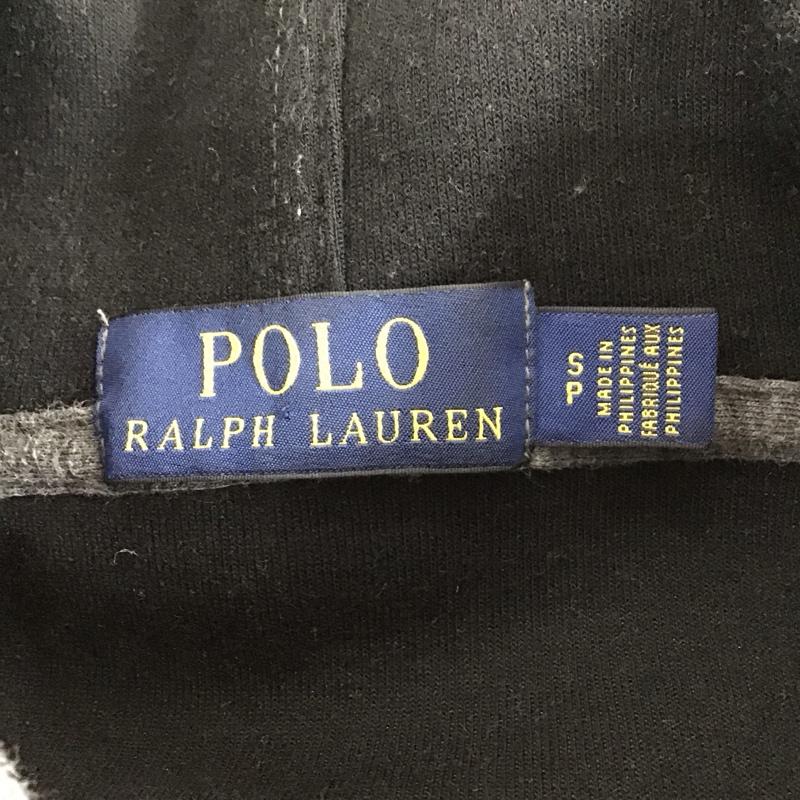 POLO
RALPH LAUREN
S
P
MADE IN
PHILIPPINES
FABRIQUÉ AUX
PHILIPPINES